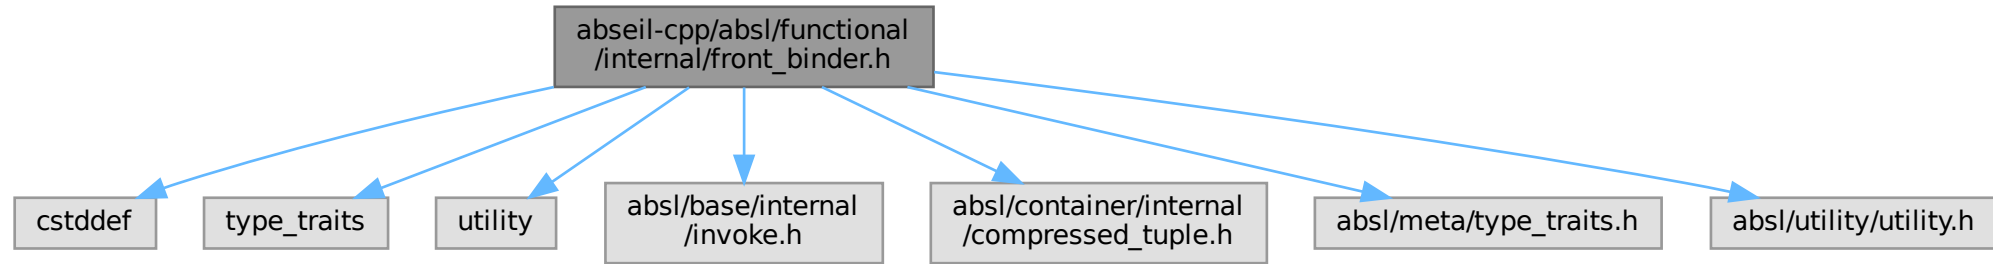 abseil-cpp/absl/functional
/internal/front_binder.h
cstddef
type_traits
utility
absl/base/internal
/invoke.h
absl/container/internal
/compressed_tuple.h
absl/meta/type_traits.h
absl/utility/utility.h